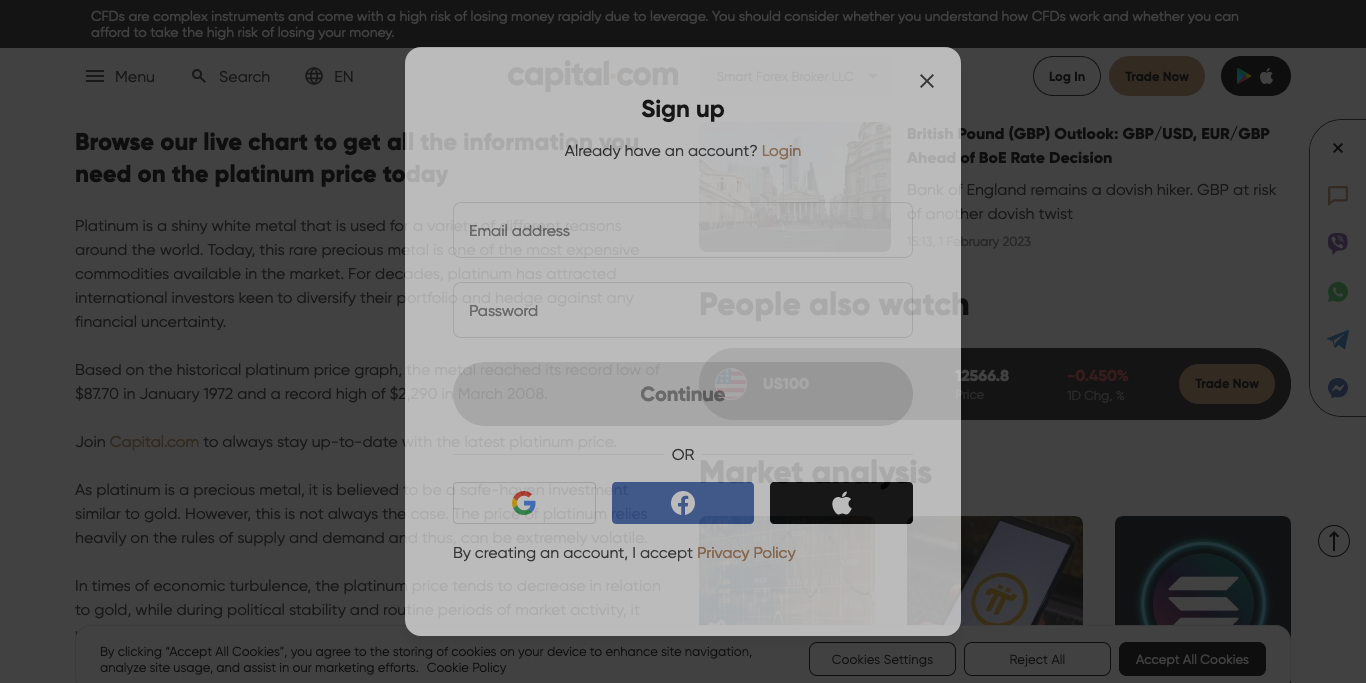 CFDs are complex instruments and come with a high risk of losing money rapidly due to leverage. You should consider whether you understand how CFDs work and whether you can
afford to take the high risk of losing your money.
Menu
Search
EN
capital.com
Smart Forex Broker LLC
Log In
Trade Now
Sign up
Already have an account? Login
Email address
Password
Continue
OR
By creating an account, I accept Privacy Policy
Browse our live chart to get all the information you
need on the platinum price today
Platinum is a shiny white metal that is used for a variety of different reasons
around the world. Today, this rare precious metal is one of the most expensive
commodities available in the market. For decades, platinum has attracted
international investors keen to diversify their portfolio and hedge against any
financial uncertainty.
Based on the historical platinum price graph, the metal reached its record low of
$87.70 in January 1972 and a record high of $2,290 in March 2008.
Join Capital.com to always stay up-to-date with the latest platinum price.
As platinum is a precious metal, it is believed to be a safe-haven investment
similar to gold. However, this is not always the case. The price of platinum relies
heavily on the rules of supply and demand and thus, can be extremely volatile.
In times of economic turbulence, the platinum price tends to decrease in relation
to gold, while during political stability and routine periods of market activity, it
British Pound (GBP) Outlook: GBP/USD, EUR/GBP
Ahead of BoE Rate Decision
Bank of England remains a dovish hiker. GBP at risk
of another dovish twist
15:13, 1 February 2023
People also watch
US100
12566.8
Price
-0.450%
1D Chg, %
Trade Now
Market analysis
By clicking “Accept All Cookies”, you agree to the storing of cookies on your device to enhance site navigation,
analyze site usage, and assist in our marketing efforts. Cookie Policy
Cookies Settings
Reject All
Accept All Cookies